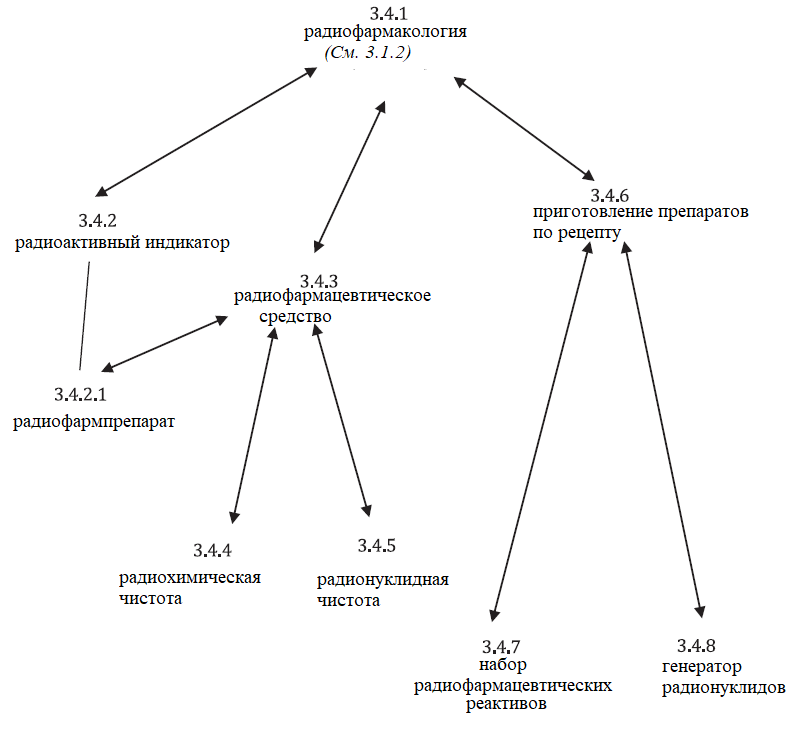 3.4.1
радиофармакология
(См. 3.1.2)
3.4.2
радиоактивный индикатор
3.4.6
приготовление препаратов
по рецепту
3.4.3
радиофармацевтическое
средство
3.4.2.1
радиофармпрепарат
3.4.4
радиохимическая
чистота
3.4.5
радионуклидная
чистота
3.4.7
набор
радиофармацевтических
реактивов
3.4.8
генератор
радионуклидов